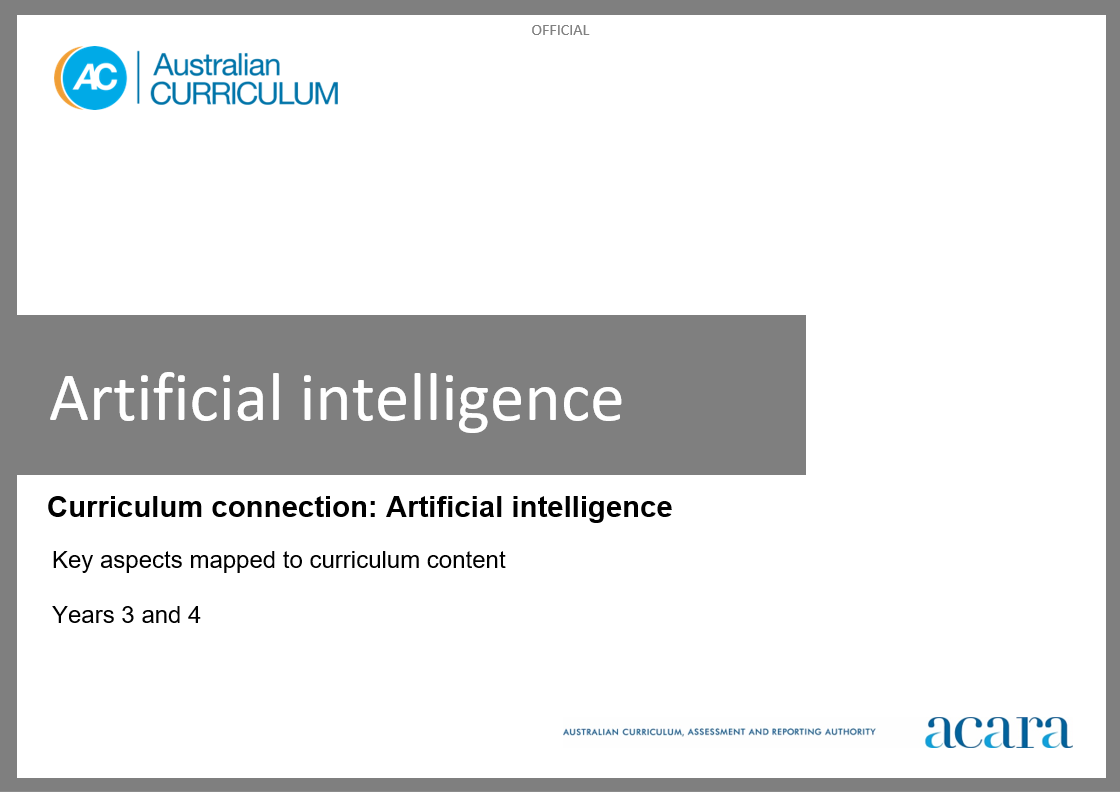 OFFICIAL
AC
Australian
CURRICULUM
Artificial intelligence
Curriculum connection: Artificial intelligence
Key aspects mapped to curriculum content
Years 3 and 4
AUSTRALIAN CURRICULUM, ASSESSMENT AND REPORTING AUTHORITY
acara